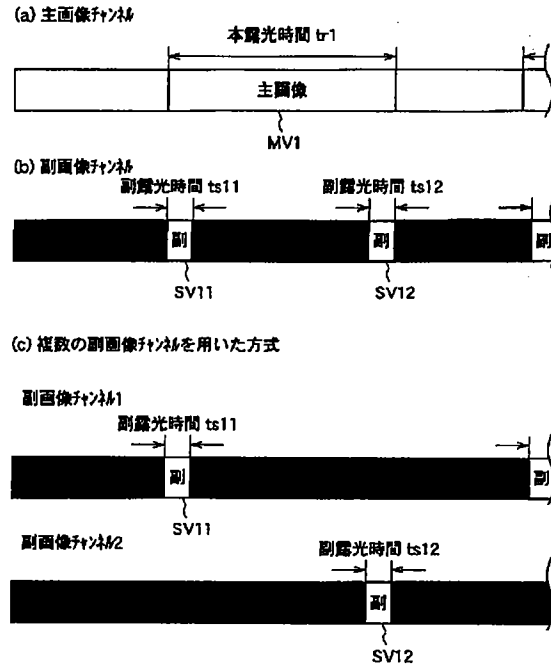 (a) 主画像チャンネル
本露光時間 tr1
主画像
MV1
(b) 副画像チャンネル
副露光時間 ts11 副露光時間 ts12
副 副 副
SV11 SV12
(c) 複数の副画像チャンネルを用いた方式
副画像チャンネル1
副露光時間 ts11
副 副
SV11
副画像チャンネル2
副露光時間 ts12
副
SV12